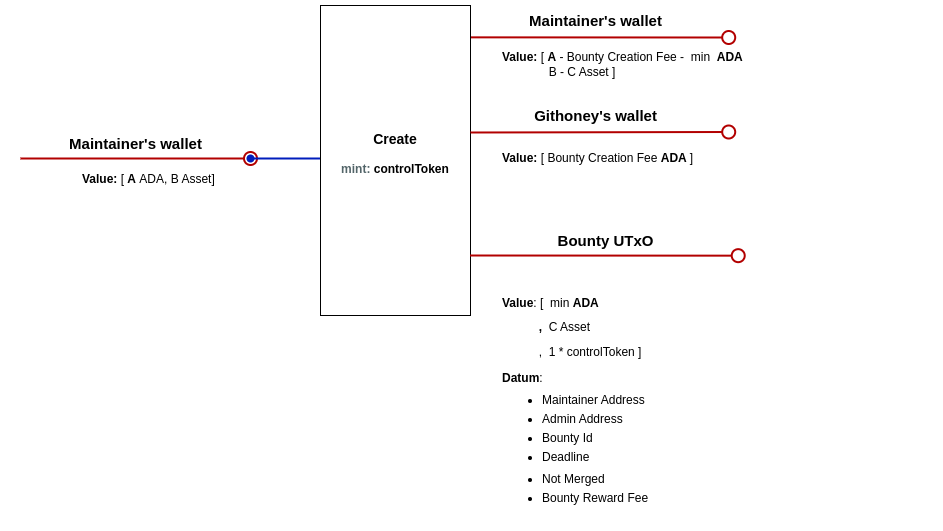 Maintainer's wallet
Value: [ A ADA, B Asset]
Create
mint: controlToken
Maintainer's wallet
Value: [ A - Bounty Creation Fee - min ADA
B - C Asset ]
Githoney's wallet
Value: [ Bounty Creation Fee ADA ]
Bounty UTxO
Value: [ min ADA
, C Asset
, 1 * controlToken ]
Datum:
• Maintainer Address
• Admin Address
• Bounty Id
• Deadline
• Not Merged
• Bounty Reward Fee